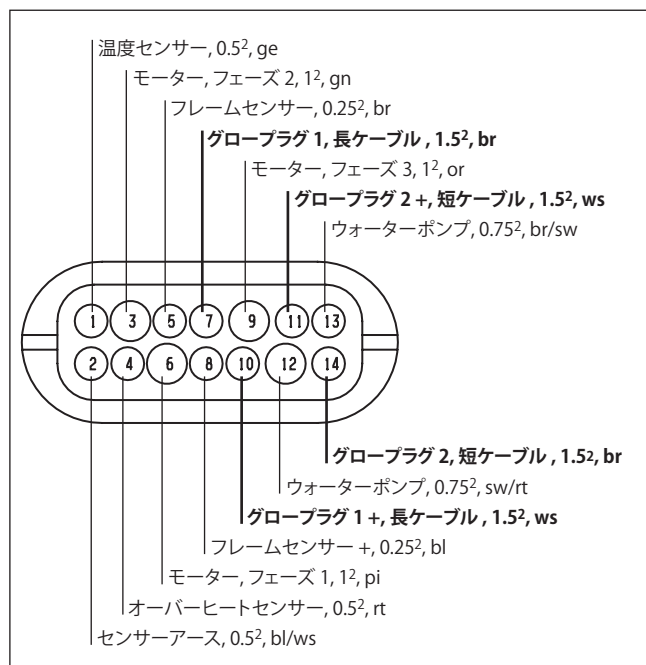 温度センサー, 0.5², ge
モーター, フェーズ 2, 1², gn
フレームセンサー, 0.25², br
グロープラグ 1, 長ケーブル , 1.5², br
モーター, フェーズ 3, 1², or
グロープラグ 2 +, 短ケーブル , 1.5², ws
ウォーターポンプ, 0.75², br/sw
1 3 5 7 9 11 13
2 4 6 8 10 12 14
グロープラグ 2, 短ケーブル , 1.5², br
ウォーターポンプ, 0.75², sw/rt
グロープラグ 1 +, 長ケーブル , 1.5², ws
フレームセンサー +, 0.25², bl
モーター, フェーズ 1, 1², pi
オーバーヒートセンサー, 0.5², rt
センサーアース, 0.5², bl/ws